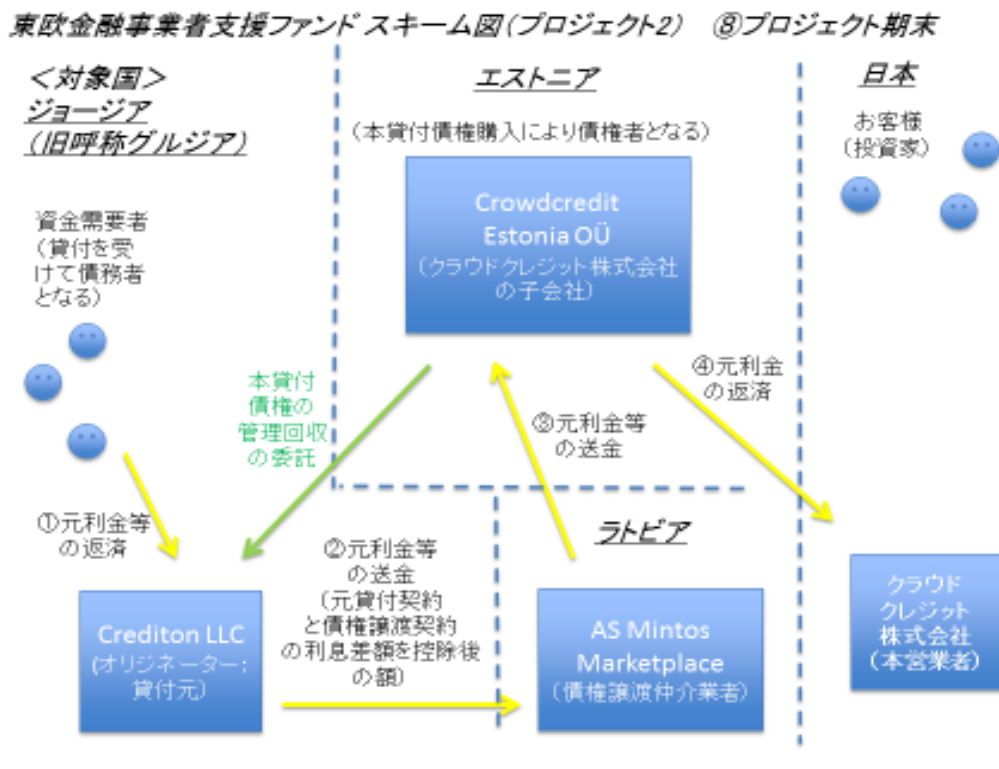 東欧金融事業者支援ファンド スキーム図(プロジェクト2) ⑧プロジェクト期末
＜対象国＞
ジョージア
(旧呼称グルジア)
エストニア
日本
(本貸付債権購入により債権者となる)
お客様
(投資家)
Crowdcredit
Estonia OÜ
(クラウドクレジット株式会社
の子会社)
資金需要者
(貸付を受
けて債務者
となる)
本貸付
債権の
管理回収
の委託
③元利金等
の送金
④元利金
の返済
①元利金等
の返済
②元利金等
の送金
(元貸付契約
と債権譲渡契約
の利息差額を控除後
の額)
ラトビア
Crediton LLC
(オリジネーター;
貸付元)
AS Mintos
Marketplace
(債権譲渡仲介業者)
クラウド
クレジット
株式会社
(本営業者)